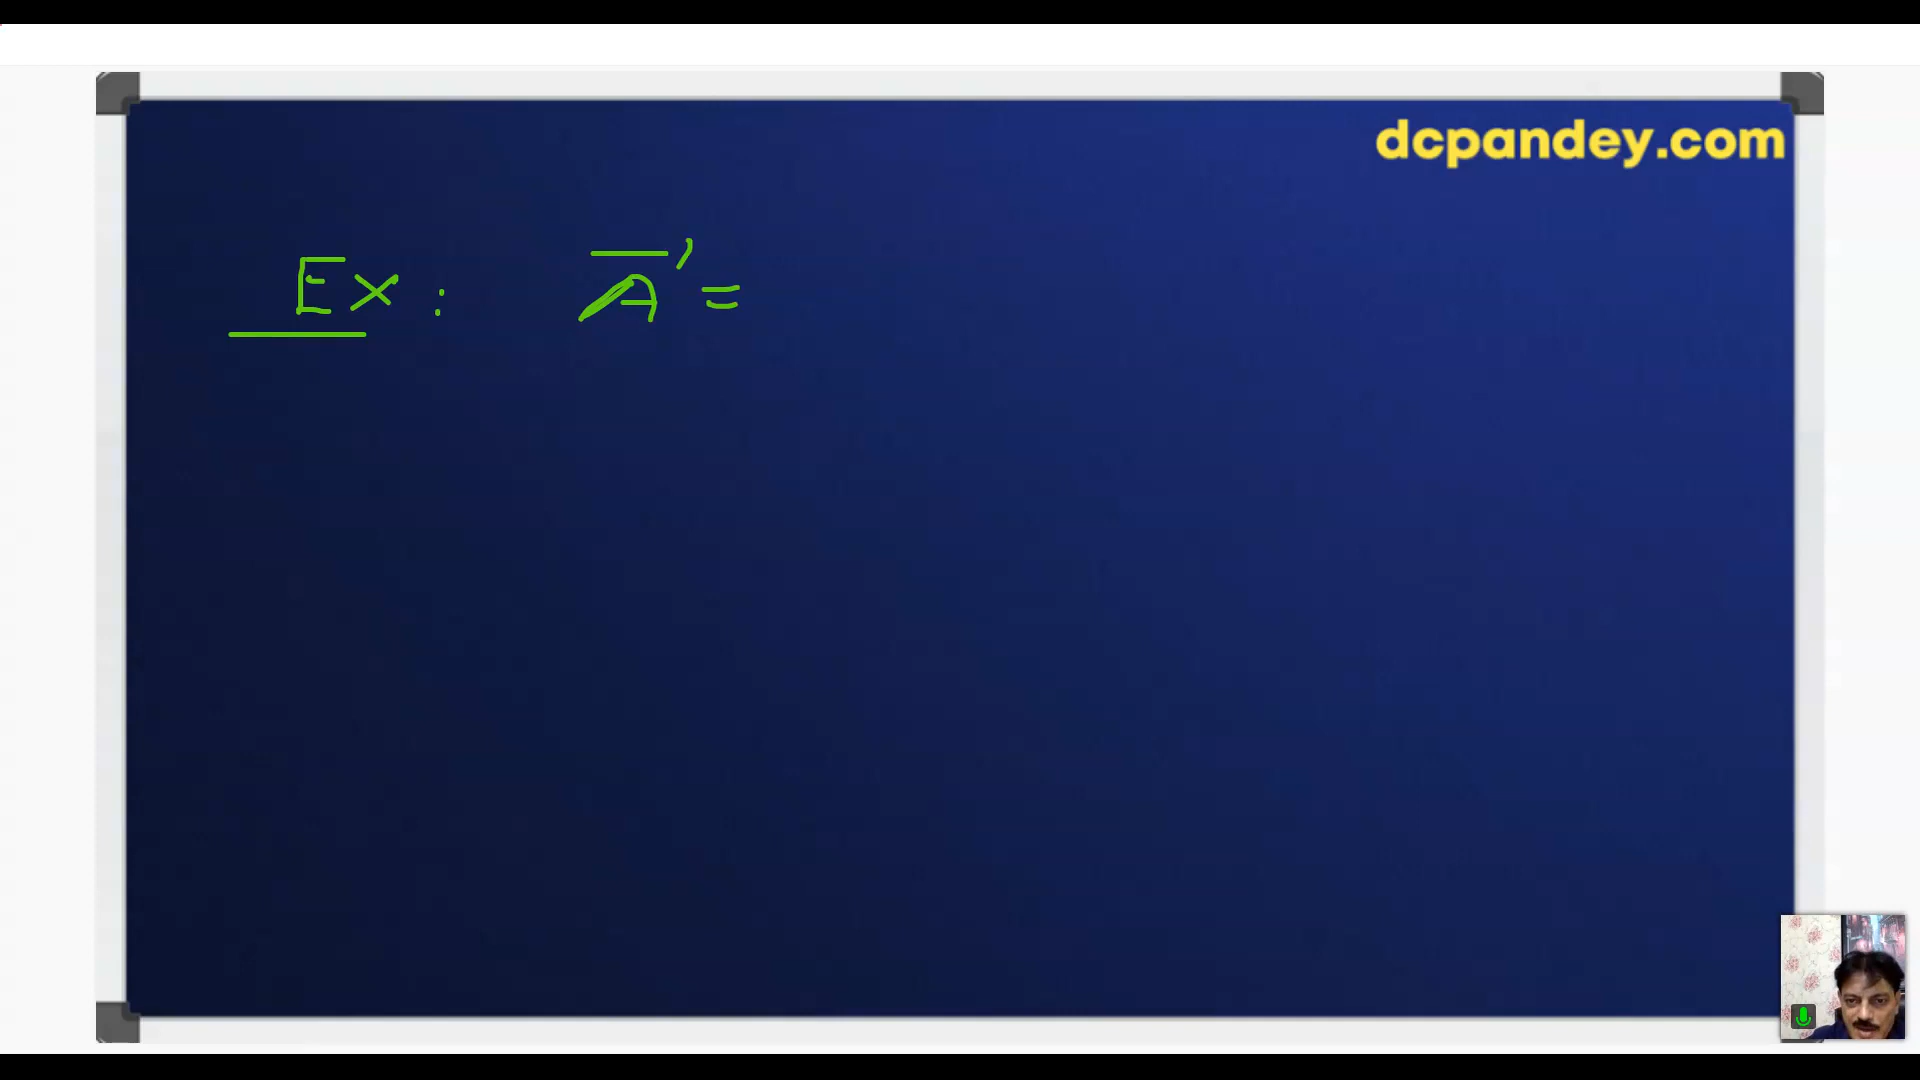 dcpandey.com
Ex: A̅' =